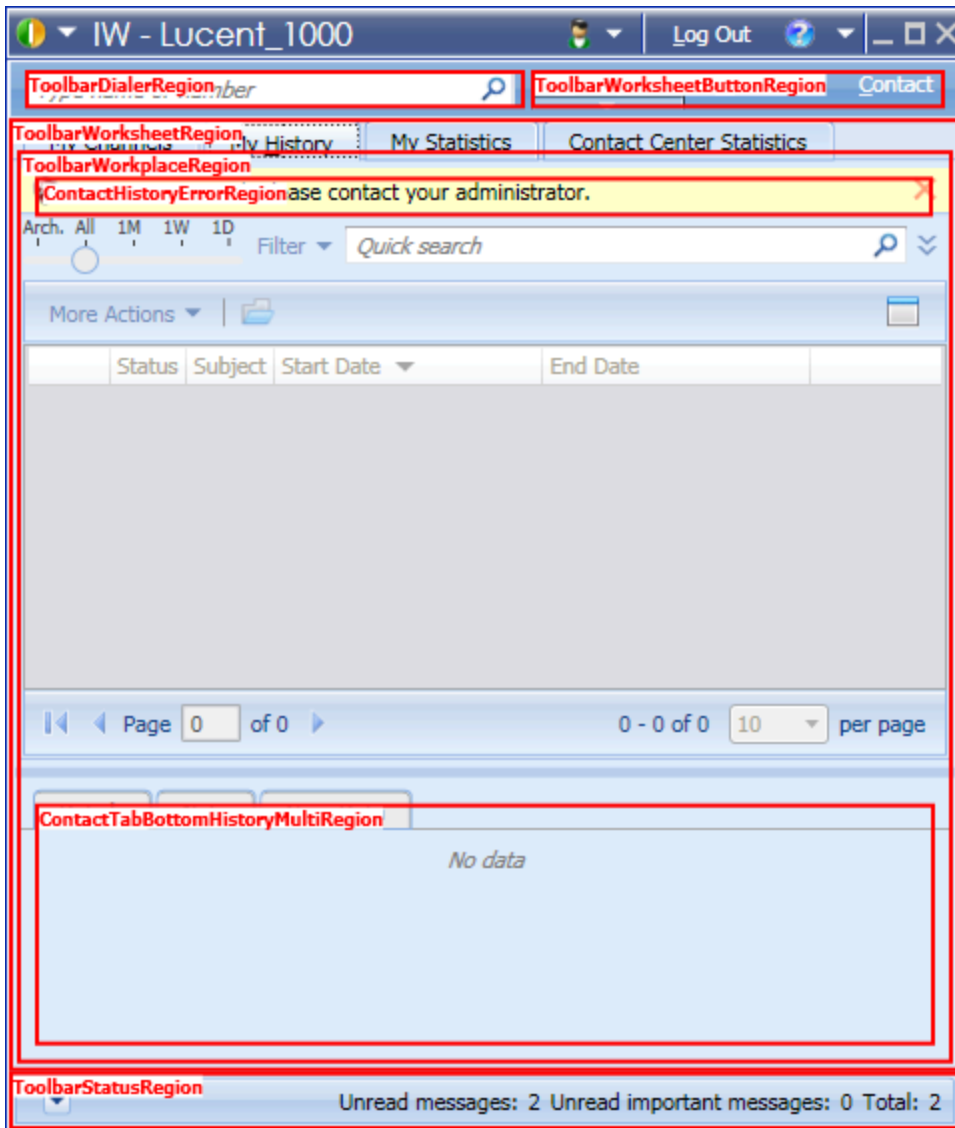 IW - Lucent_1000 Log Out
ToolbarDialerRegion ToolbarWorksheetButtonRegion Contact
ToolbarWorksheetRegion My History My Statistics Contact Center Statistics
ToolbarWorkplaceRegion
ContactHistoryErrorRegion ase contact your administrator.
Arch. All 1M 1W 1D
Filter Quick search
More Actions
Status Subject Start Date End Date
Page 0 of 0 0 - 0 of 0 10 per page
ContactTabBottomHistoryMultiRegion
No data
ToolbarStatusRegion
Unread messages: 2 Unread important messages: 0 Total: 2